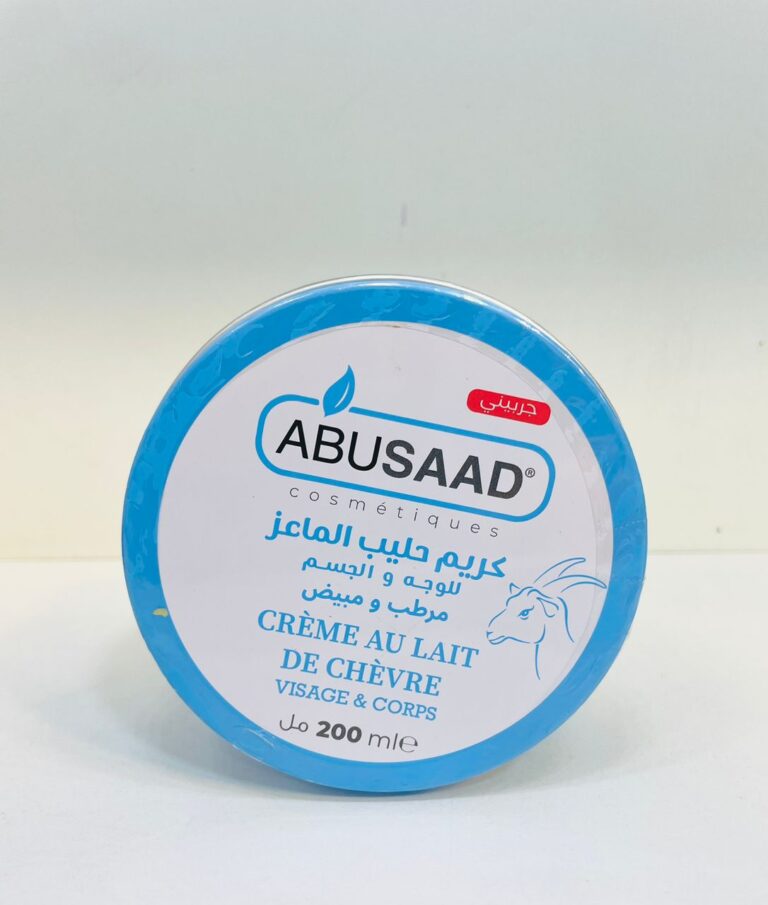 جربيني
ABUSAAD®
cosmétiques
كريم حليب الماعز
للوجه و الجسم
مرطب و مبيض
CRÈME AU LAIT
DE CHÈVRE
VISAGE & CORPS
200 ml℮ مل